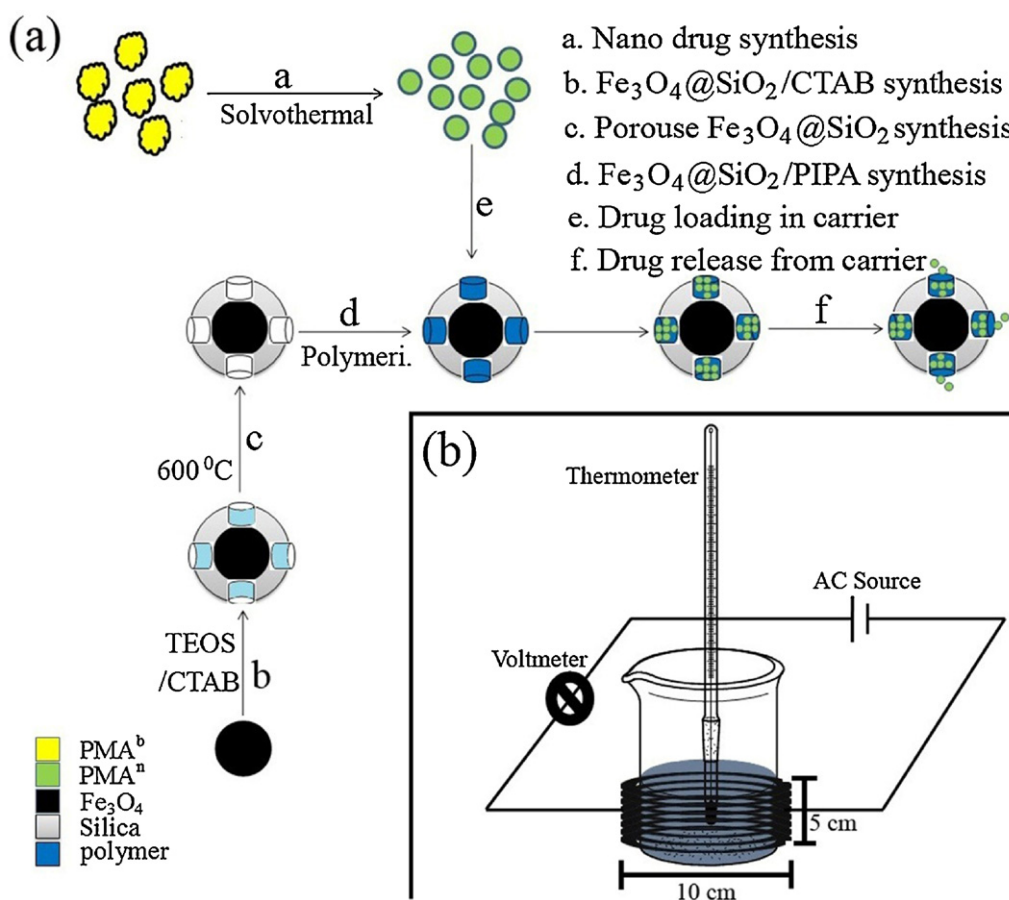 (a)
a
Solvothermal
a. Nano drug synthesis
b. Fe₃O₄@SiO₂/CTAB synthesis
c. Porouse Fe₃O₄@SiO₂ synthesis
d. Fe₃O₄@SiO₂/PIPA synthesis
e. Drug loading in carrier
f. Drug release from carrier
e
d
Polymeri.
f
c
600 ⁰C
TEOS
/CTAB
b
PMAᵇ
PMAⁿ
Fe₃O₄
Silica
polymer
(b)
Thermometer
AC Source
Voltmeter
5 cm
10 cm